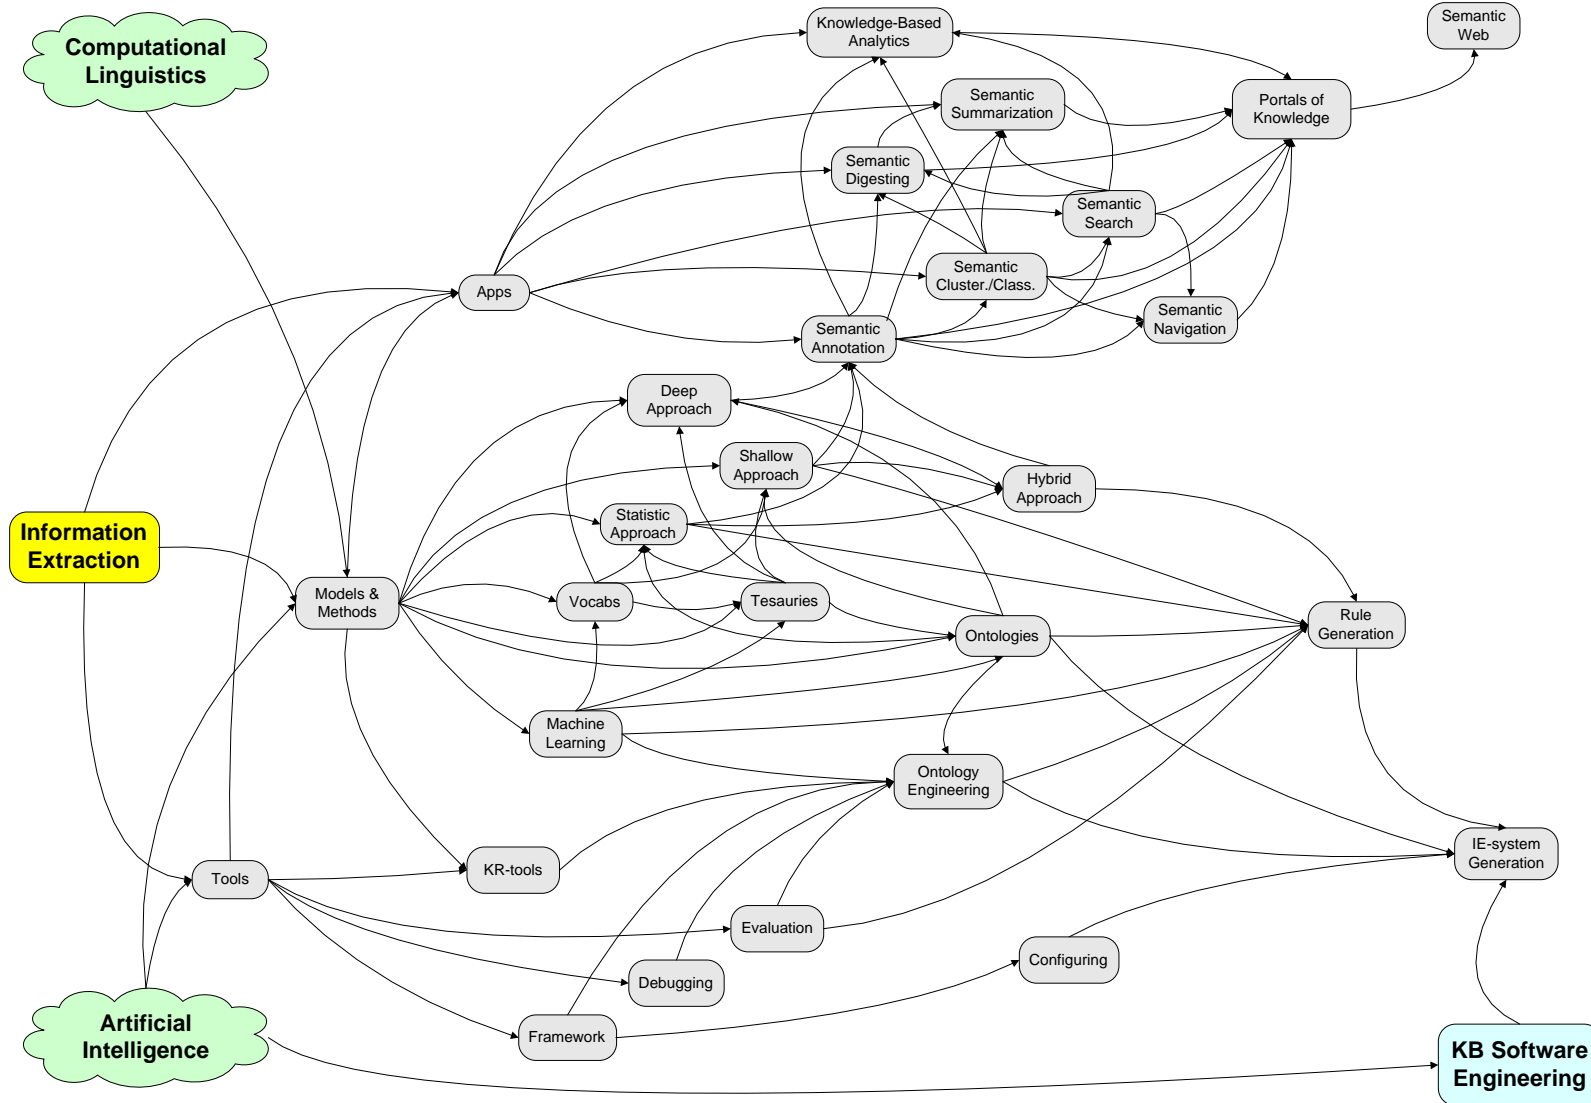 Computational
Linguistics
Knowledge-Based
Analytics
Semantic
Web
Semantic
Summarization
Portals of
Knowledge
Semantic
Digesting
Semantic
Search
Semantic
Cluster./Class.
Apps
Semantic
Navigation
Semantic
Annotation
Deep
Approach
Shallow
Approach
Hybrid
Approach
Statistic
Approach
Information
Extraction
Models &
Methods
Vocabs
Tesauries
Ontologies
Rule
Generation
Machine
Learning
Ontology
Engineering
IE-system
Generation
KR-tools
Tools
Evaluation
Configuring
Debugging
Framework
Artificial
Intelligence
KB Software
Engineering